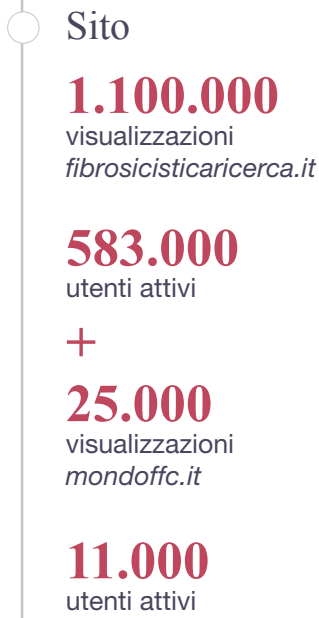 Sito
1.100.000
visualizzazioni
fibrosicisticaricerca.it
583.000
utenti attivi
+
25.000
visualizzazioni
mondoffc.it
11.000
utenti attivi